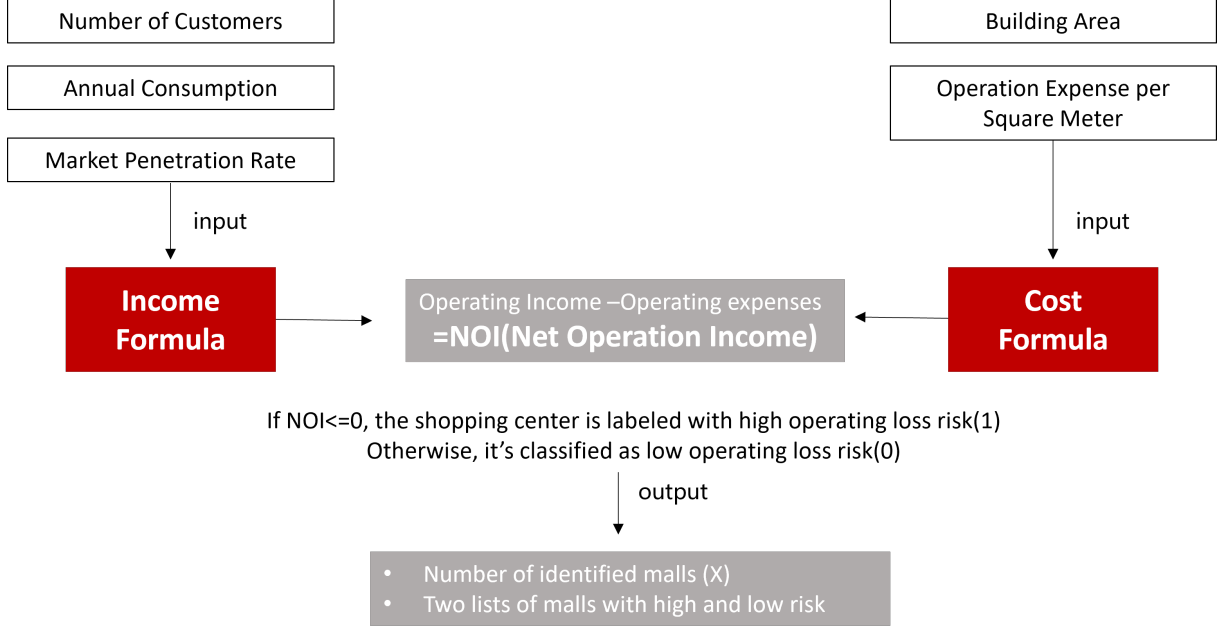 Number of Customers
Annual Consumption
Market Penetration Rate
input
Income
Formula
Building Area
Operation Expense per
Square Meter
input
Cost
Formula
Operating Income –Operating expenses
=NOI(Net Operation Income)
If NOI<=0, the shopping center is labeled with high operating loss risk(1)
Otherwise, it’s classified as low operating loss risk(0)
output
• Number of identified malls (X)
• Two lists of malls with high and low risk